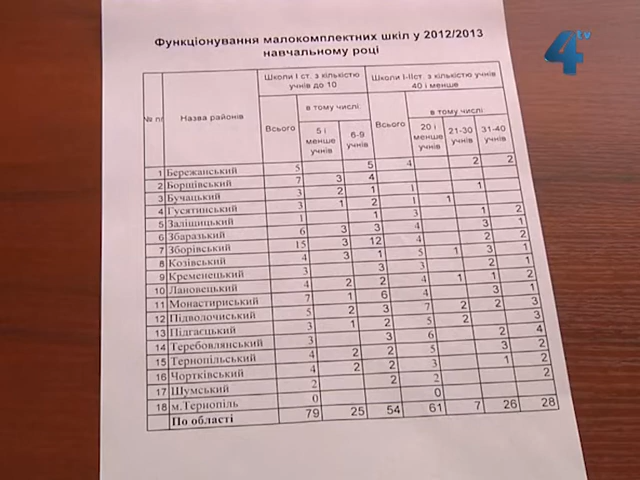 Функціонування малокомплектних шкіл у 2012/2013
навчальному році
4 tv
№ пг
Назва районів
Школи І ст. з кількістю
учнів до 10
Школи І-ІІст. з кількістю учнів
40 і менше
Всього
в тому числі
Всього
в тому числі
5 і
менше
учнів
6-9
учнів
20 і
менше
учнів
21-30
учнів
31-40
учнів
1 Бережанський 5 5 4 2 2
2 Борщівський 7 3 4
3 Бучацький 3 2 1 1 1
4 Гусятинський 3 1 2 1 1
5 Заліщицький 1 1 3 1 2
6 Збаразький 6 3 3 4 3 1
7 Зборівський 15 3 12 4 2 2
8 Козівський 4 3 1 5 1 3 1
9 Кременецький 3 3 3 2 1
10 Лановецький 4 2 2 4 1 1 2
11 Монастириський 7 1 6 4 3 1
12 Підволочиський 5 2 3 7 2 2 3
13 Підгаєцький 3 1 2 5 2 3
14 Теребовлянський 3 3 6 2 4
15 Тернопільський 4 2 2 5 3 2
16 Чортківський 4 2 2 3 1 2
17 Шумський 2 2 2 2
18 м.Тернопіль 0 0
По області 79 25 54 61 7 26 28